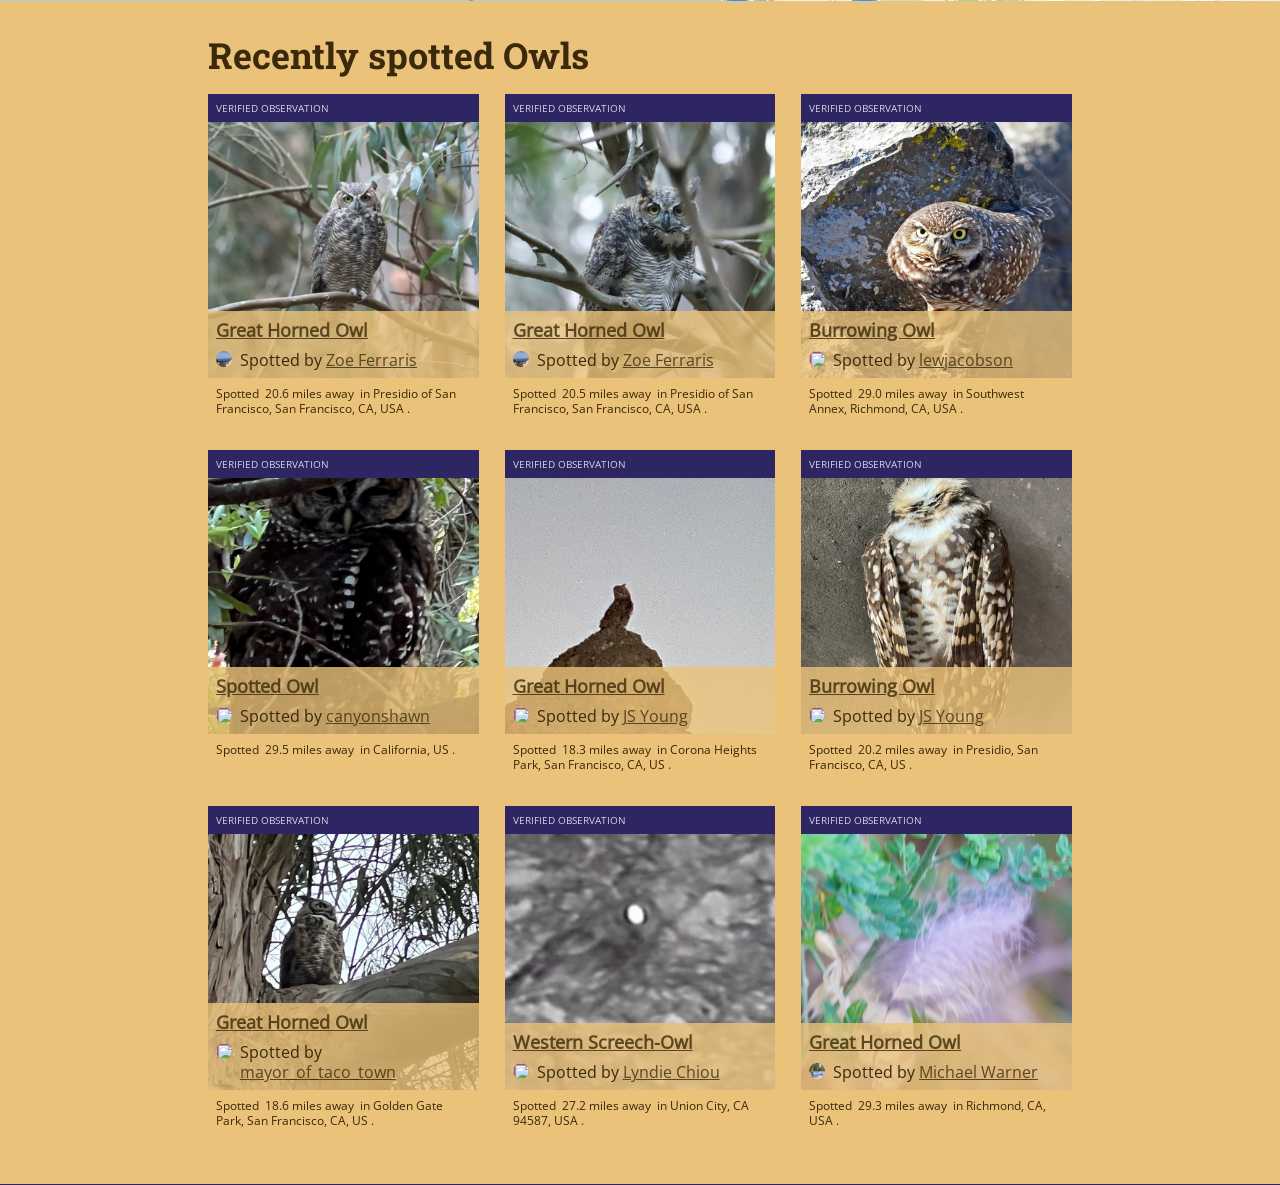 Recently spotted Owls
VERIFIED OBSERVATION
Great Horned Owl
Spotted by Zoe Ferraris
Spotted 20.6 miles away in Presidio of San
Francisco, San Francisco, CA, USA .
VERIFIED OBSERVATION
Great Horned Owl
Spotted by Zoe Ferraris
Spotted 20.5 miles away in Presidio of San
Francisco, San Francisco, CA, USA .
VERIFIED OBSERVATION
Burrowing Owl
Spotted by lewjacobson
Spotted 29.0 miles away in Southwest
Annex, Richmond, CA, USA .
VERIFIED OBSERVATION
Spotted Owl
Spotted by canyonshawn
Spotted 29.5 miles away in California, US .
VERIFIED OBSERVATION
Great Horned Owl
Spotted by JS Young
Spotted 18.3 miles away in Corona Heights
Park, San Francisco, CA, US .
VERIFIED OBSERVATION
Burrowing Owl
Spotted by JS Young
Spotted 20.2 miles away in Presidio, San
Francisco, CA, US .
VERIFIED OBSERVATION
Great Horned Owl
Spotted by
mayor_of_taco_town
Spotted 18.6 miles away in Golden Gate
Park, San Francisco, CA, US .
VERIFIED OBSERVATION
Western Screech-Owl
Spotted by Lyndie Chiou
Spotted 27.2 miles away in Union City, CA
94587, USA .
VERIFIED OBSERVATION
Great Horned Owl
Spotted by Michael Warner
Spotted 29.3 miles away in Richmond, CA,
USA .